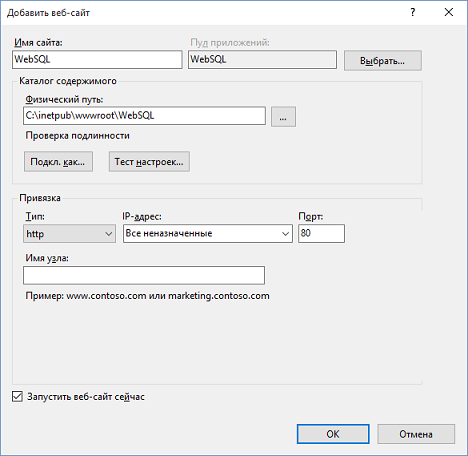 Добавить веб-сайт ? ×
Имя сайта: Пул приложений:
WebSQL WebSQL Выбрать...
Каталог содержимого
Физический путь:
C:\inetpub\wwwroot\WebSQL ...
Проверка подлинности
Подкл. как... Тест настроек...
Привязка
Тип: IP-адрес: Порт:
http Все неназначенные 80
Имя узла:
Пример: www.contoso.com или marketing.contoso.com
Запустить веб-сайт сейчас
ОК Отмена